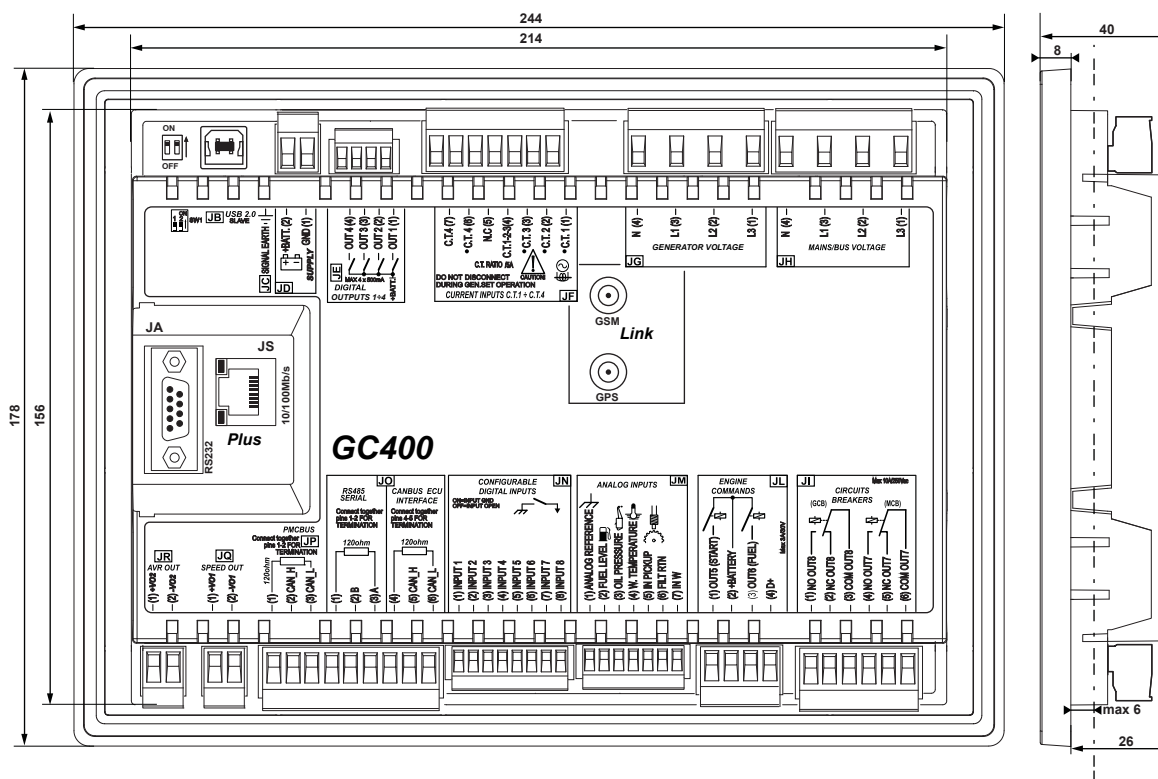 244
214
40
8
178
156
ON
OFF
ON
1 2
SW1
JB USB 2.0
SLAVE
JC SIGNAL EARTH
+BATT. (2)
GND (1)
SUPPLY
JD
OUT 4 (4)
OUT 3 (3)
OUT 2 (2)
OUT 1 (1)
JE
MAX 4 x 500mA
+BATT.
DIGITAL
OUTPUTS 1÷4
C.T.4 (7)
• C.T.4 (6)
N.C (5)
C.T.1-2-3(4)
• C.T. 3 (3)
• C.T. 2 (2)
• C.T. 1 (1)
C.T. RATIO /5A
CAUTION!
DO NOT DISCONNECT
DURING GEN.SET OPERATION
CURRENT INPUTS C.T.1 ÷ C.T.4
JF
N (4)
L1 (3)
L2 (2)
L3 (1)
GENERATOR VOLTAGE
JG
N (4)
L1 (3)
L2 (2)
L3 (1)
MAINS/BUS VOLTAGE
JH
GSM
Link
GPS
JA
JS
10/100Mb/s
RS232
Plus
GC400
PMCBUS
Connect together
pins 1-2 FOR
TERMINATION
JP
JR
AVR OUT
(1) +VO2
(2) -VO2
JQ
SPEED OUT
(1) +VO1
(2) -VO1
120ohm
(1)
(2) CAN_H
(3) CAN_L
JO
RS485
SERIAL
Connect together
pins 1-2 FOR
TERMINATION
120ohm
(1)
(2) B
(3) A
CANBUS ECU
INTERFACE
Connect together
pins 4-5 FOR
TERMINATION
120ohm
(4)
(5) CAN_H
(6) CAN_L
CONFIGURABLE
DIGITAL INPUTS
JN
ON=INPUT GND
OFF=INPUT OPEN
(1) INPUT 1
(2) INPUT 2
(3) INPUT 3
(4) INPUT 4
(5) INPUT 5
(6) INPUT 6
(7) INPUT 7
(8) INPUT 8
ANALOG INPUTS
JM
(1) ANALOG REFERENCE
(2) FUEL LEVEL
(3) OIL PRESSURE
(4) W. TEMPERATURE
(5) IN PICKUP
(6) FILT RTN
(7) IN W
ENGINE
COMMANDS
JL
(1) OUT5 (START)
(2) +BATTERY
(3) OUT6 (FUEL)
(4) D+
JI
CIRCUITS
BREAKERS
(GCB)
(MCB)
(1) NO OUT8
(2) NC OUT8
(3) COM OUT8
(4) NO OUT7
(5) NC OUT7
(6) COM OUT7
max 6
26